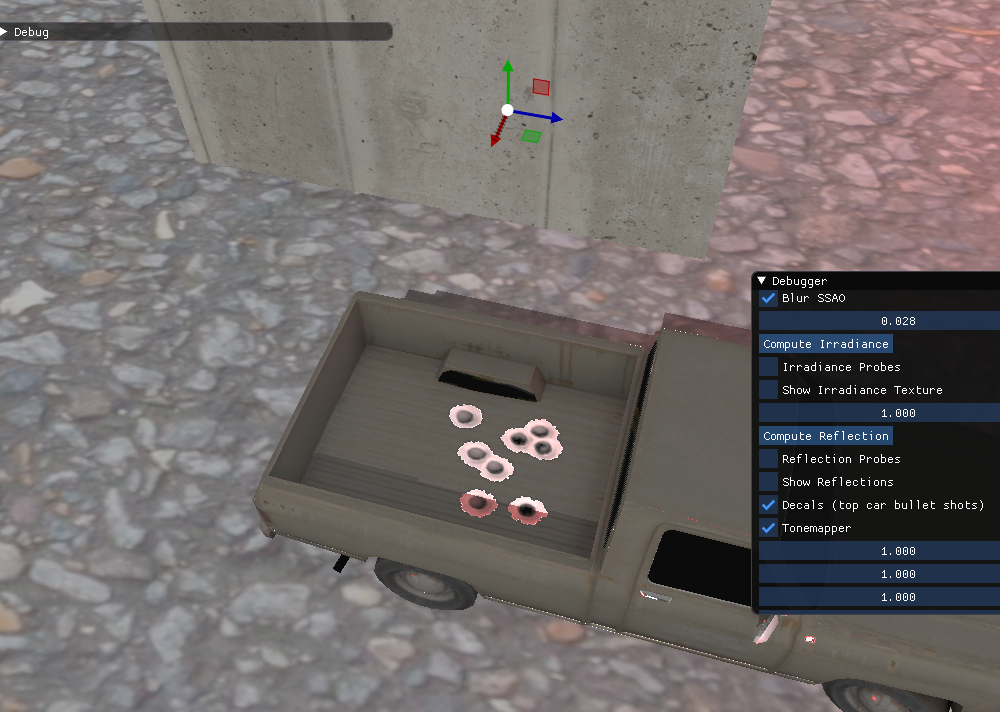 Debug
Debugger
Blur SSAO
0.028
Compute Irradiance
Irradiance Probes
Show Irradiance Texture
1.000
Compute Reflection
Reflection Probes
Show Reflections
Decals (top car bullet shots)
Tonemapper
1.000
1.000
1.000